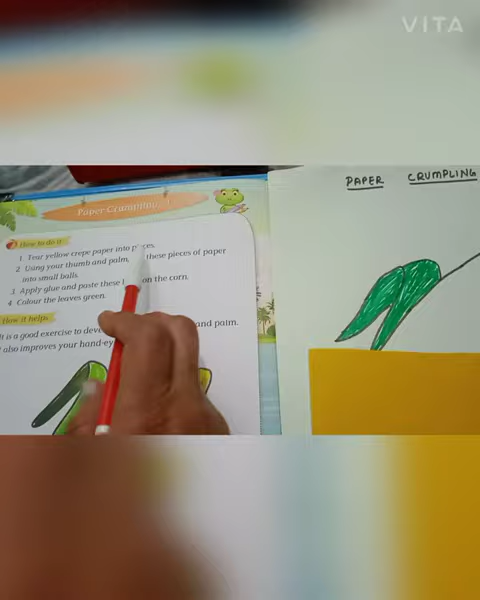 VITA
Paper Crumplin
PAPER CRUMPLING
How to do it
1. Tear yellow crepe paper into pieces.
2. Using your thumb and palm, these pieces of paper
into small balls.
3. Apply glue and paste these on the corn.
4. Colour the leaves green.
How it helps
It is a good exercise to and palm.
also improves your